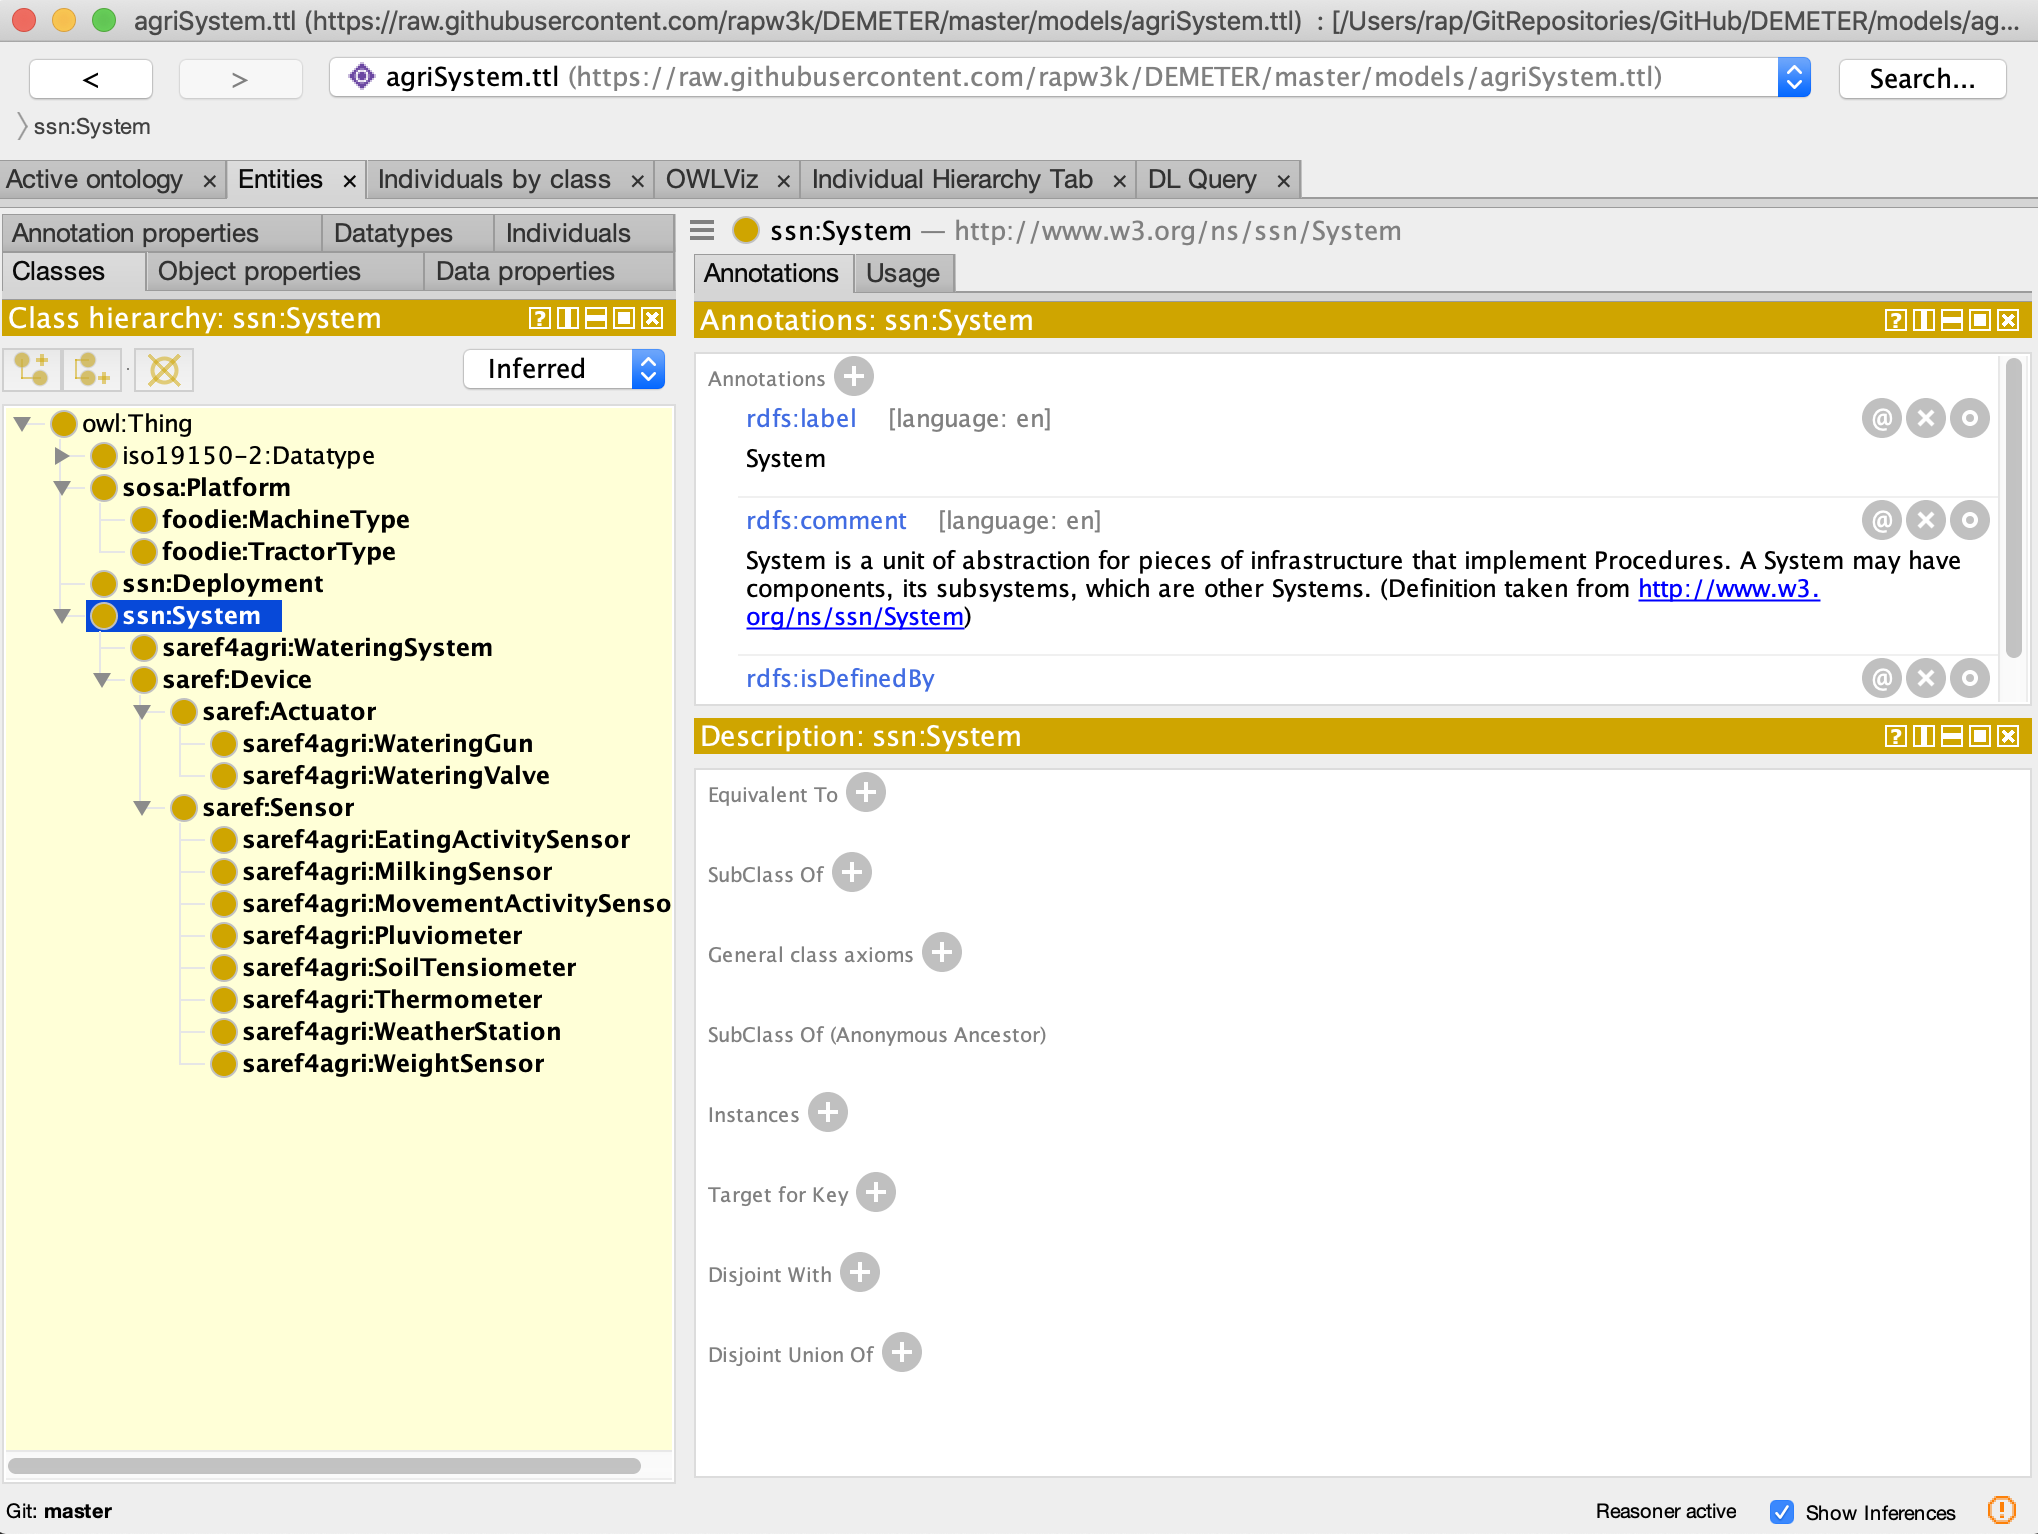 agriSystem.ttl (https://raw.githubusercontent.com/rapw3k/DEMETER/master/models/agriSystem.ttl) : [/Users/rap/GitRepositories/GitHub/DEMETER/models/ag...
< > agriSystem.ttl (https://raw.githubusercontent.com/rapw3k/DEMETER/master/models/agriSystem.ttl) Search...
ssn:System
Active ontology × Entities × Individuals by class × OWLViz × Individual Hierarchy Tab × DL Query ×
Annotation properties Datatypes Individuals
Classes Object properties Data properties
Class hierarchy: ssn:System
Inferred
owl:Thing
iso19150-2:Datatype
sosa:Platform
foodie:MachineType
foodie:TractorType
ssn:Deployment
ssn:System
saref4agri:WateringSystem
saref:Device
saref:Actuator
saref4agri:WateringGun
saref4agri:WateringValve
saref:Sensor
saref4agri:EatingActivitySensor
saref4agri:MilkingSensor
saref4agri:MovementActivitySenso
saref4agri:Pluviometer
saref4agri:SoilTensiometer
saref4agri:Thermometer
saref4agri:WeatherStation
saref4agri:WeightSensor
ssn:System — http://www.w3.org/ns/ssn/System
Annotations Usage
Annotations: ssn:System
Annotations
rdfs:label [language: en]
System
rdfs:comment [language: en]
System is a unit of abstraction for pieces of infrastructure that implement Procedures. A System may have
components, its subsystems, which are other Systems. (Definition taken from http://www.w3.
org/ns/ssn/System)
rdfs:isDefinedBy
Description: ssn:System
Equivalent To
SubClass Of
General class axioms
SubClass Of (Anonymous Ancestor)
Instances
Target for Key
Disjoint With
Disjoint Union Of
Git: master
Reasoner active Show Inferences